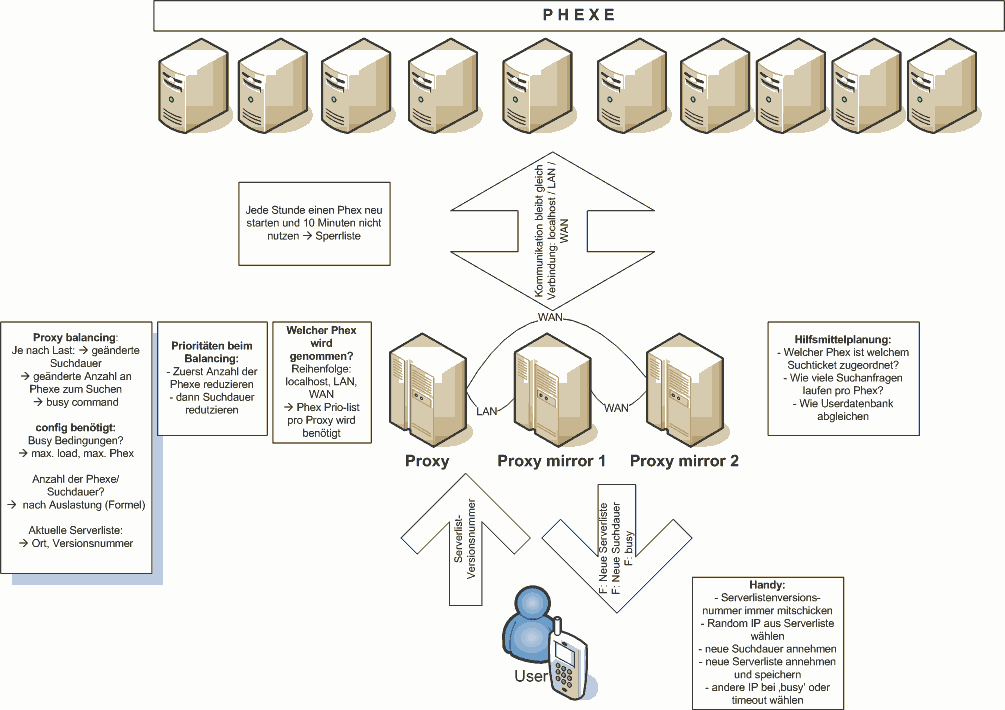 PHEXE
Jede Stunde einen Phex neu
starten und 10 Minuten nicht
nutzen → Sperrliste
Kommunikation bleibt gleich
Verbindung: localhost / LAN /
WAN
Proxy balancing:
Je nach Last: → geänderte
Suchdauer
→ geänderte Anzahl an
Phexe zum Suchen
→ busy command
config benötigt:
Busy Bedingungen?
→ max. load, max. Phex
Anzahl der Phexe/
Suchdauer?
→ nach Auslastung (Formel)
Aktuelle Serverliste:
→ Ort, Versionsnummer
Prioritäten beim
Balancing:
- Zuerst Anzahl der
Phexe reduzieren
- dann Suchdauer
redutzieren
Welcher Phex
wird
genommen?
Reihenfolge:
localhost, LAN,
WAN
→ Phex Prio-list
pro Proxy wird
benötigt
WAN
LAN
WAN
Proxy
Proxy mirror 1
Proxy mirror 2
Hilfsmittelplanung:
- Welcher Phex ist welchem
Suchticket zugeordnet?
- Wie viele Suchanfragen
laufen pro Phex?
- Wie Userdatenbank
abgleichen
Serverlist-
Versionsnummer
F: Neue Serverliste
F: Neue Suchdauer
F: busy
User
Handy:
- Serverlistenversions-
nummer immer mitschicken
- Random IP aus Serverliste
wählen
- neue Suchdauer annehmen
- neue Serverliste annehmen
und speichern
- andere IP bei ‚busy' oder
timeout wählen